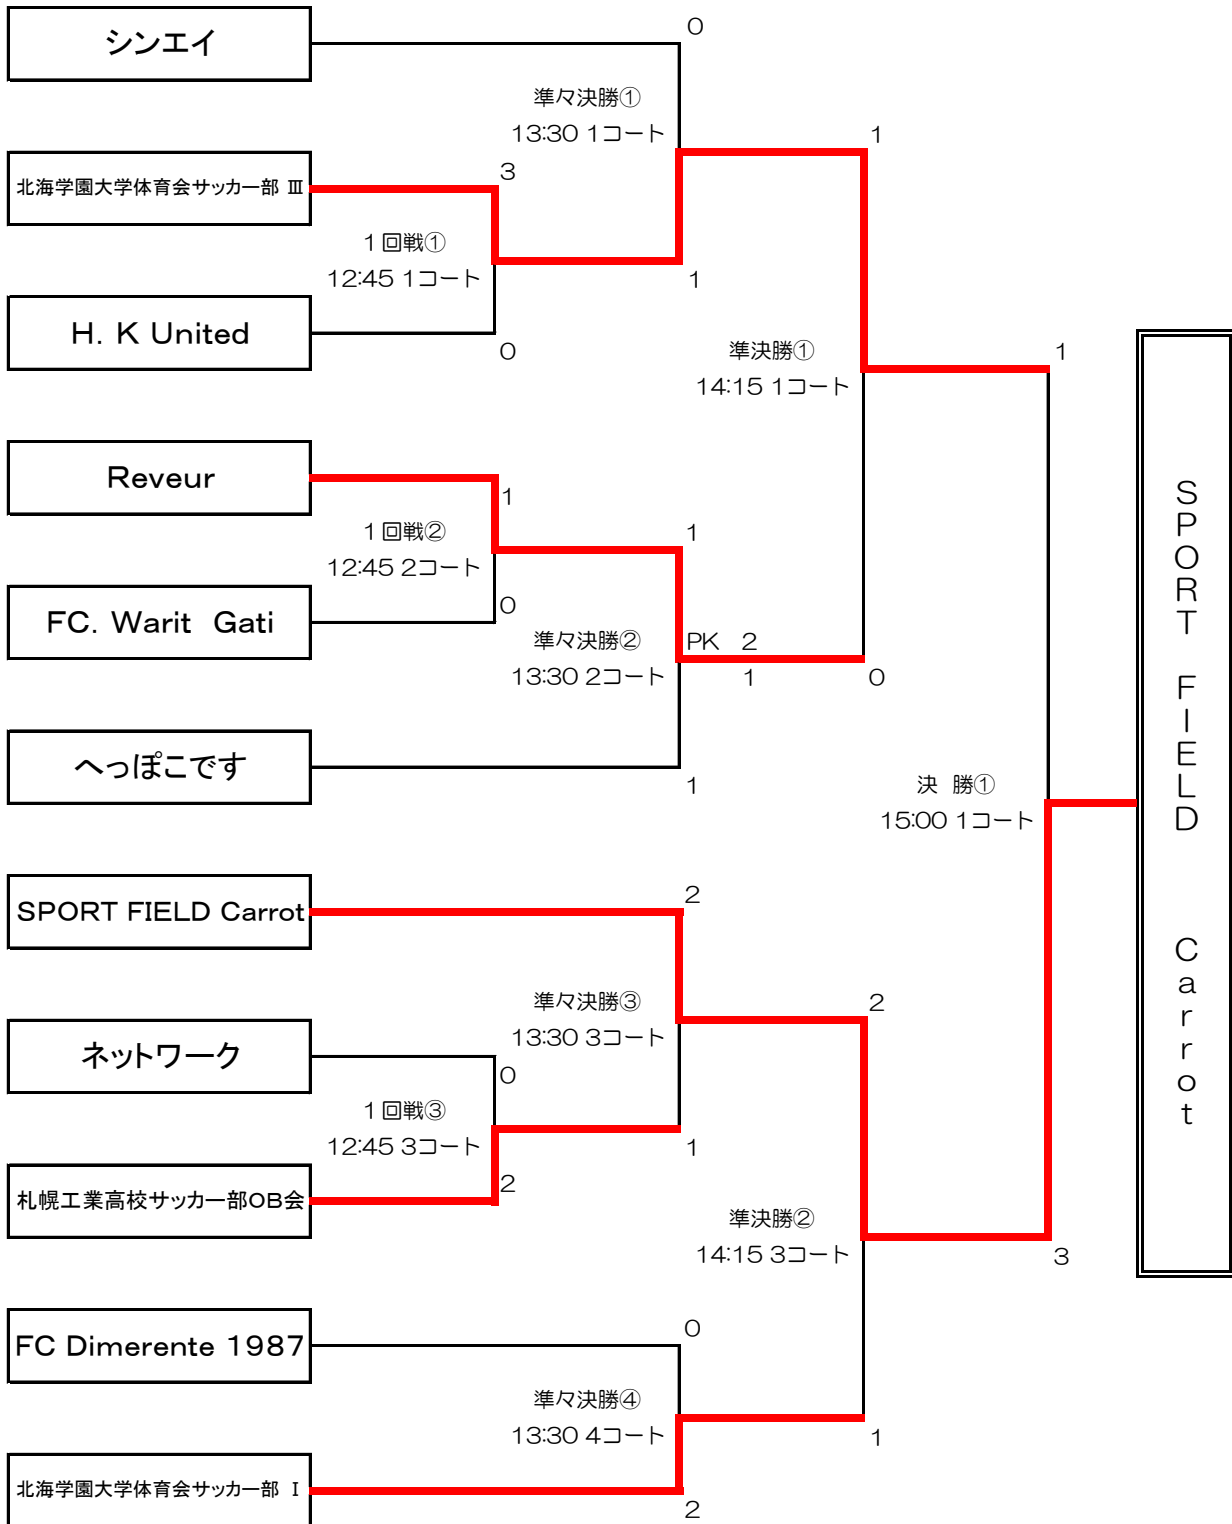 シンエイ
0
準々決勝①
13:30 1コート
1
北海学園大学体育会サッカー部 Ⅲ
3
1回戦①
12:45 1コート
1
H. K United
0
準決勝①
14:15 1コート
1
Reveur
1
1回戦②
12:45 2コート
1
FC. Warit Gati
0
準々決勝②
13:30 2コート
PK 2
1
0
へっぽこです
1
決 勝①
15:00 1コート
SPORT FIELD Carrot
SPORT FIELD Carrot
2
準々決勝③
13:30 3コート
2
ネットワーク
0
1回戦③
12:45 3コート
1
札幌工業高校サッカー部OB会
2
準決勝②
14:15 3コート
3
FC Dimerente 1987
0
準々決勝④
13:30 4コート
1
北海学園大学体育会サッカー部 Ⅰ
2